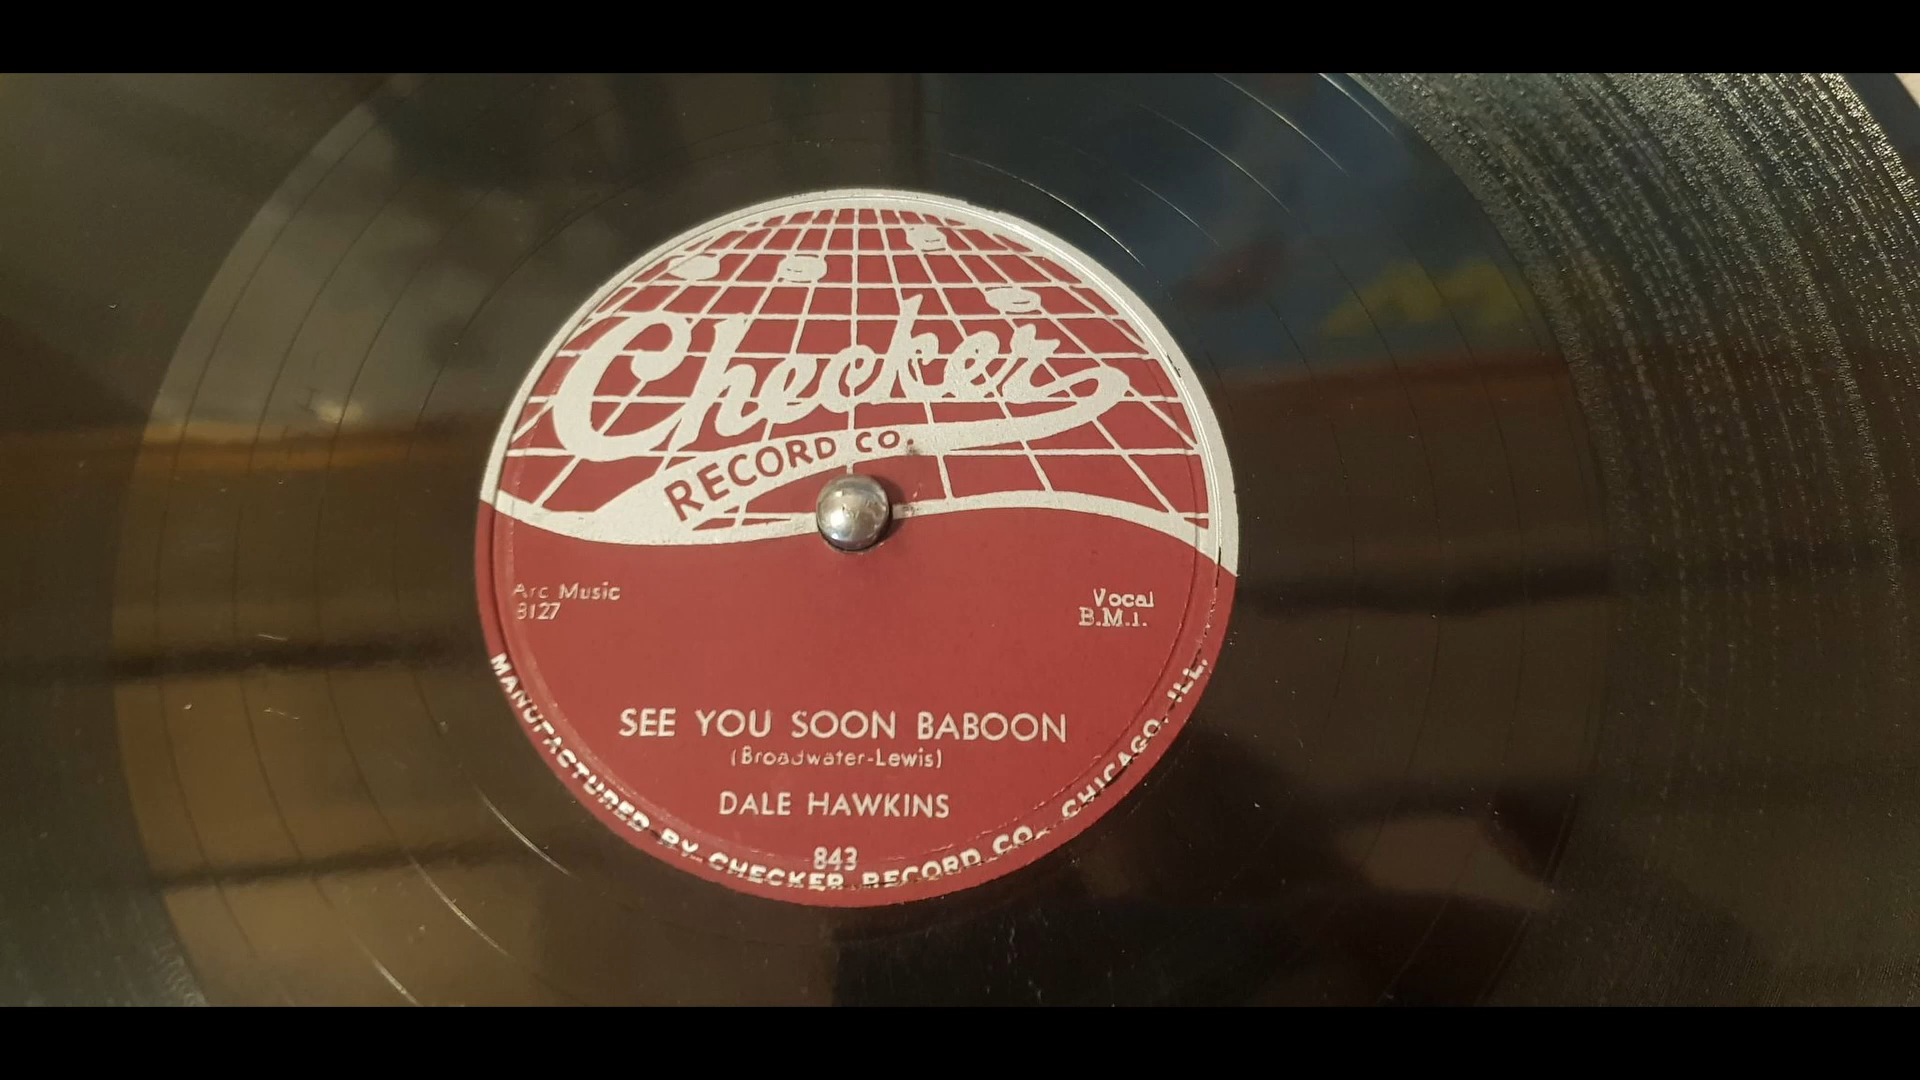 Checker
RECORD CO.
Arc Music
8127
Vocal
B.M.I.
SEE YOU SOON BABOON
(Broadwater-Lewis)
DALE HAWKINS
843
MANUFACTURED BY CHECKER RECORD CO., CHICAGO, ILL.